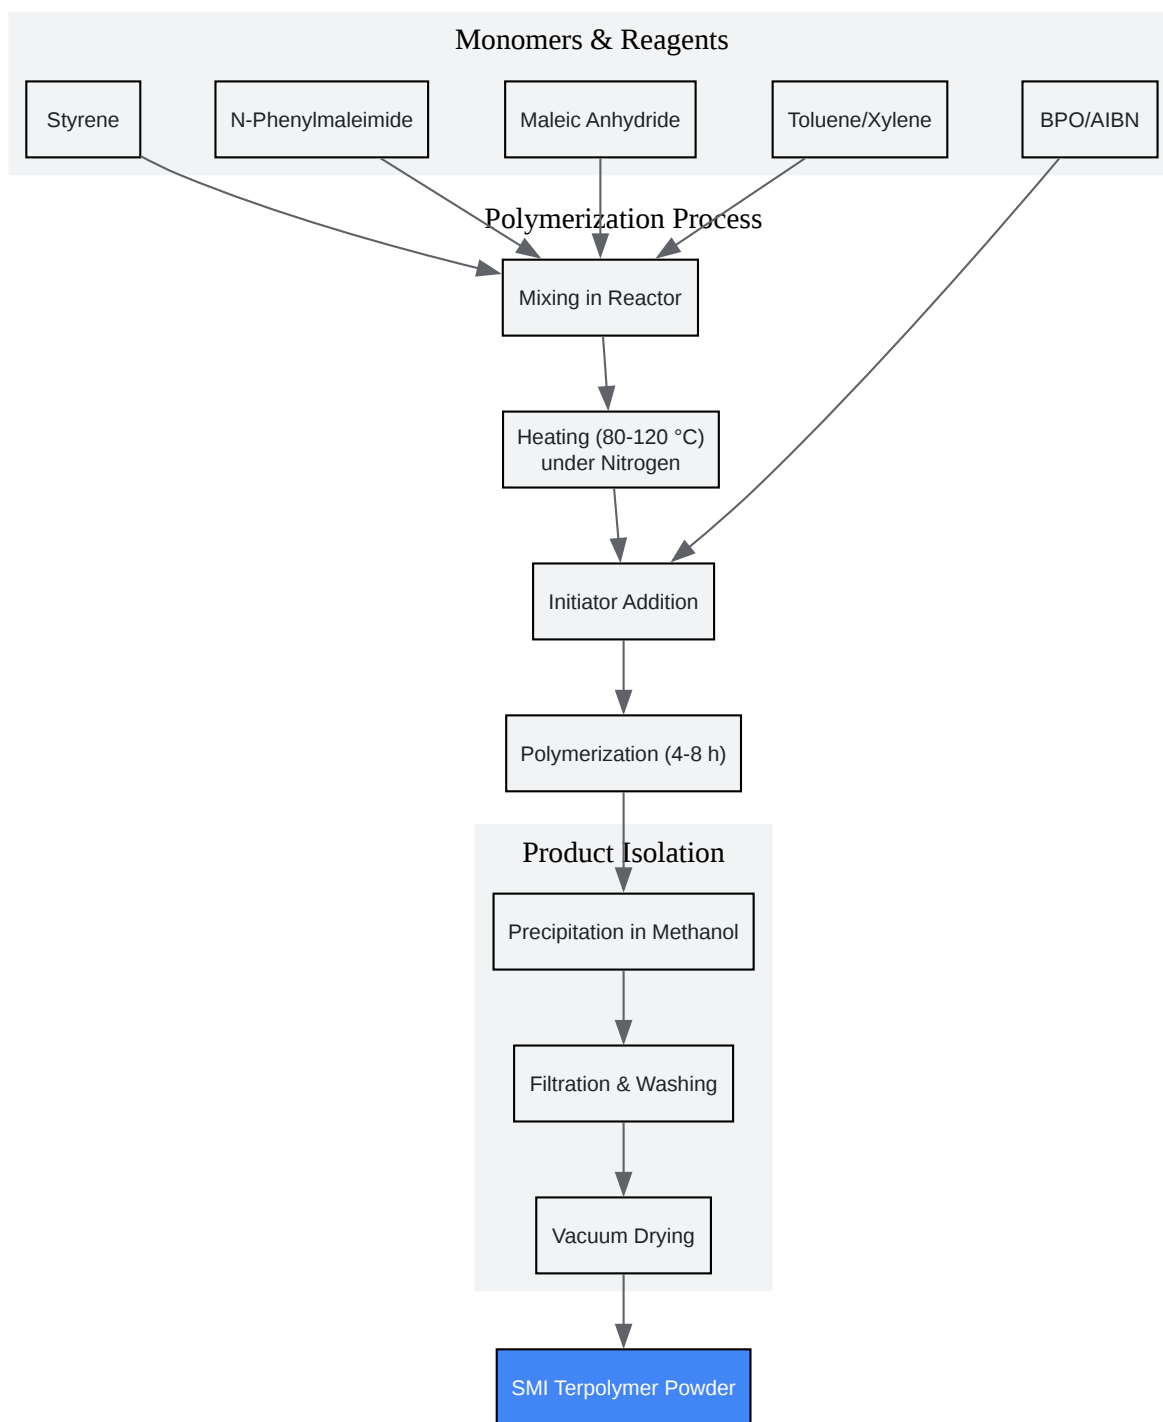 Monomers & Reagents
Styrene
N-Phenylmaleimide
Maleic Anhydride
Toluene/Xylene
BPO/AIBN
Polymerization Process
Mixing in Reactor
Heating (80-120 °C)
under Nitrogen
Initiator Addition
Polymerization (4-8 h)
Product Isolation
Precipitation in Methanol
Filtration & Washing
Vacuum Drying
SMI Terpolymer Powder